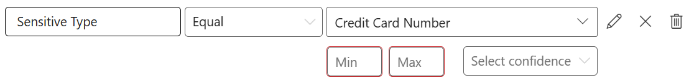 Sensitive Type Equal Credit Card Number
Min Max Select confidence